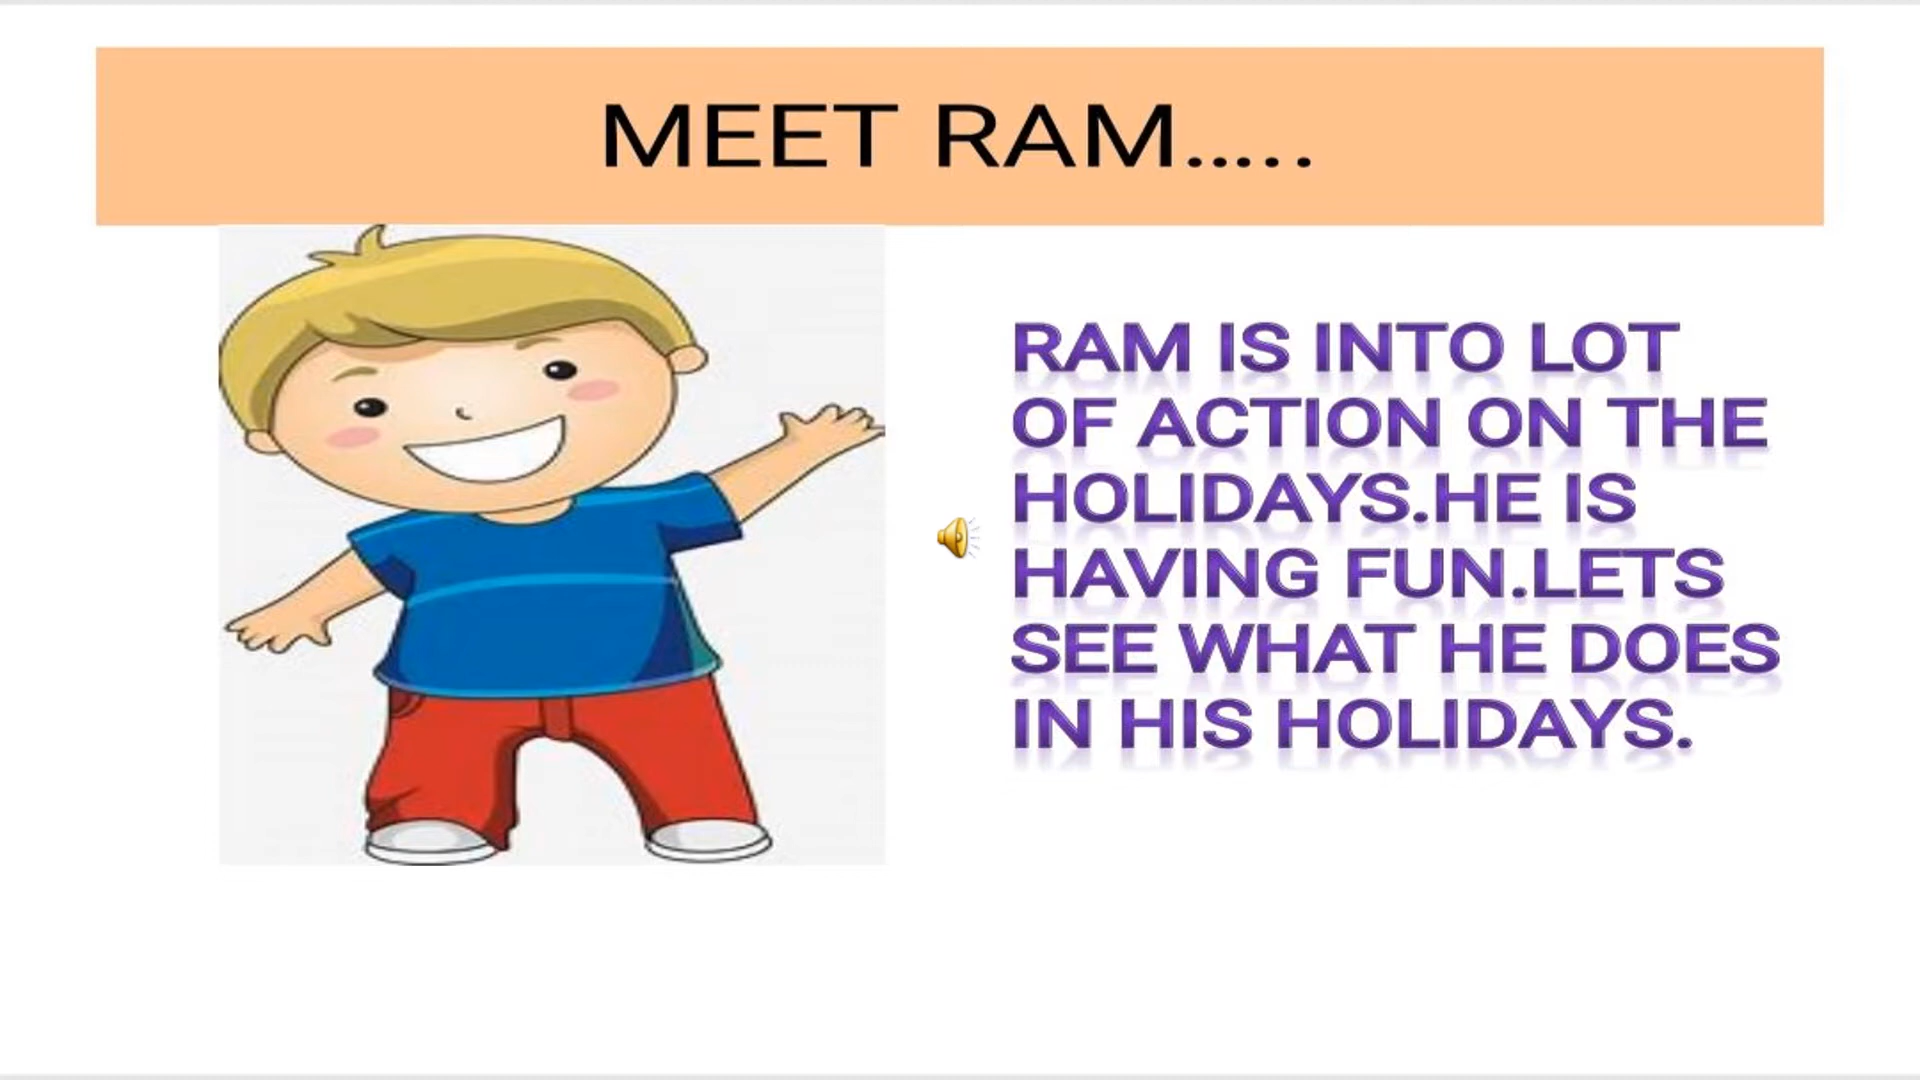 MEET RAM.....
RAM IS INTO LOT
OF ACTION ON THE
HOLIDAYS.HE IS
HAVING FUN.LETS
SEE WHAT HE DOES
IN HIS HOLIDAYS.